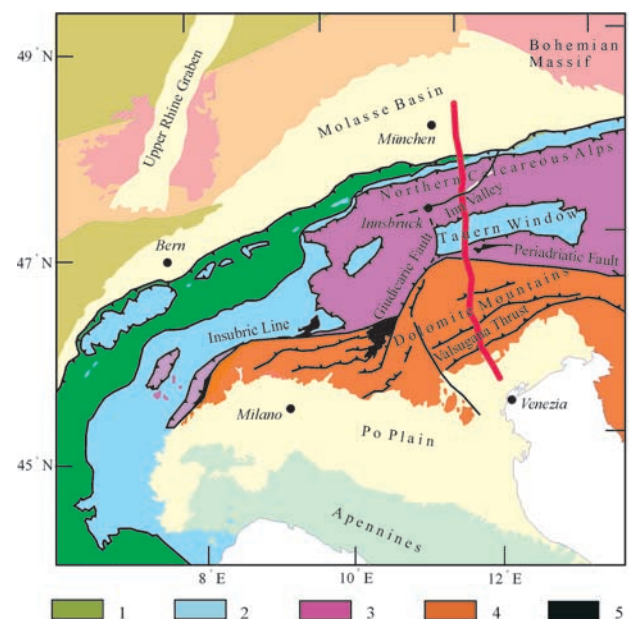 49°N
Bohemian
Massif
Upper Rhine Graben
Molasse Basin
München
Northern Calcareous Alps
Inn Valley
Innsbruck
Tauern Window
Bern
47°N
Periadriatic Fault
Giudicarie Fault
Dolomite Mountains
Insubric Line
Valsugana Thrust
Milano
Venezia
Po Plain
45°N
Apennines
8°E 10°E 12°E
1 2 3 4 5